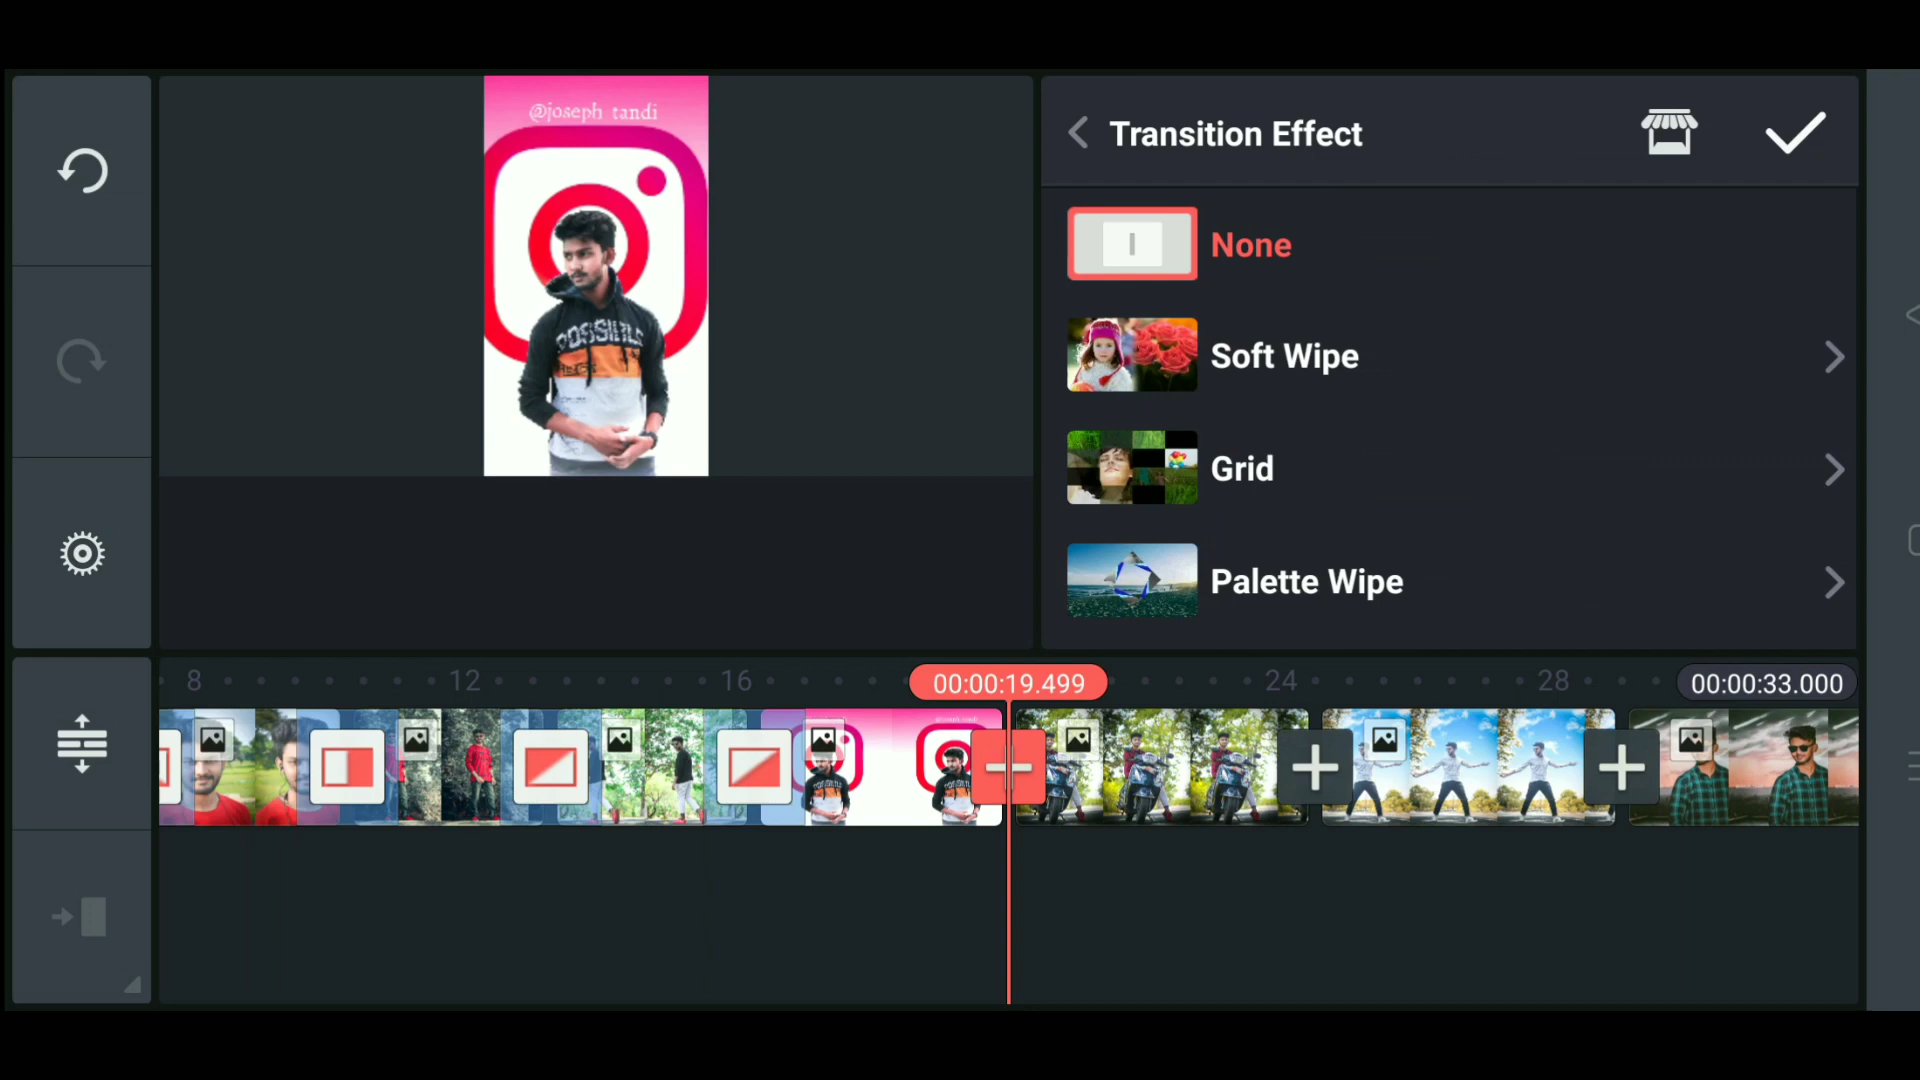 @joseph tandi
POSSIBLE
Transition Effect
None
Soft Wipe
Grid
Palette Wipe
8
12
16
00:00:19.499
24
28
00:00:33.000